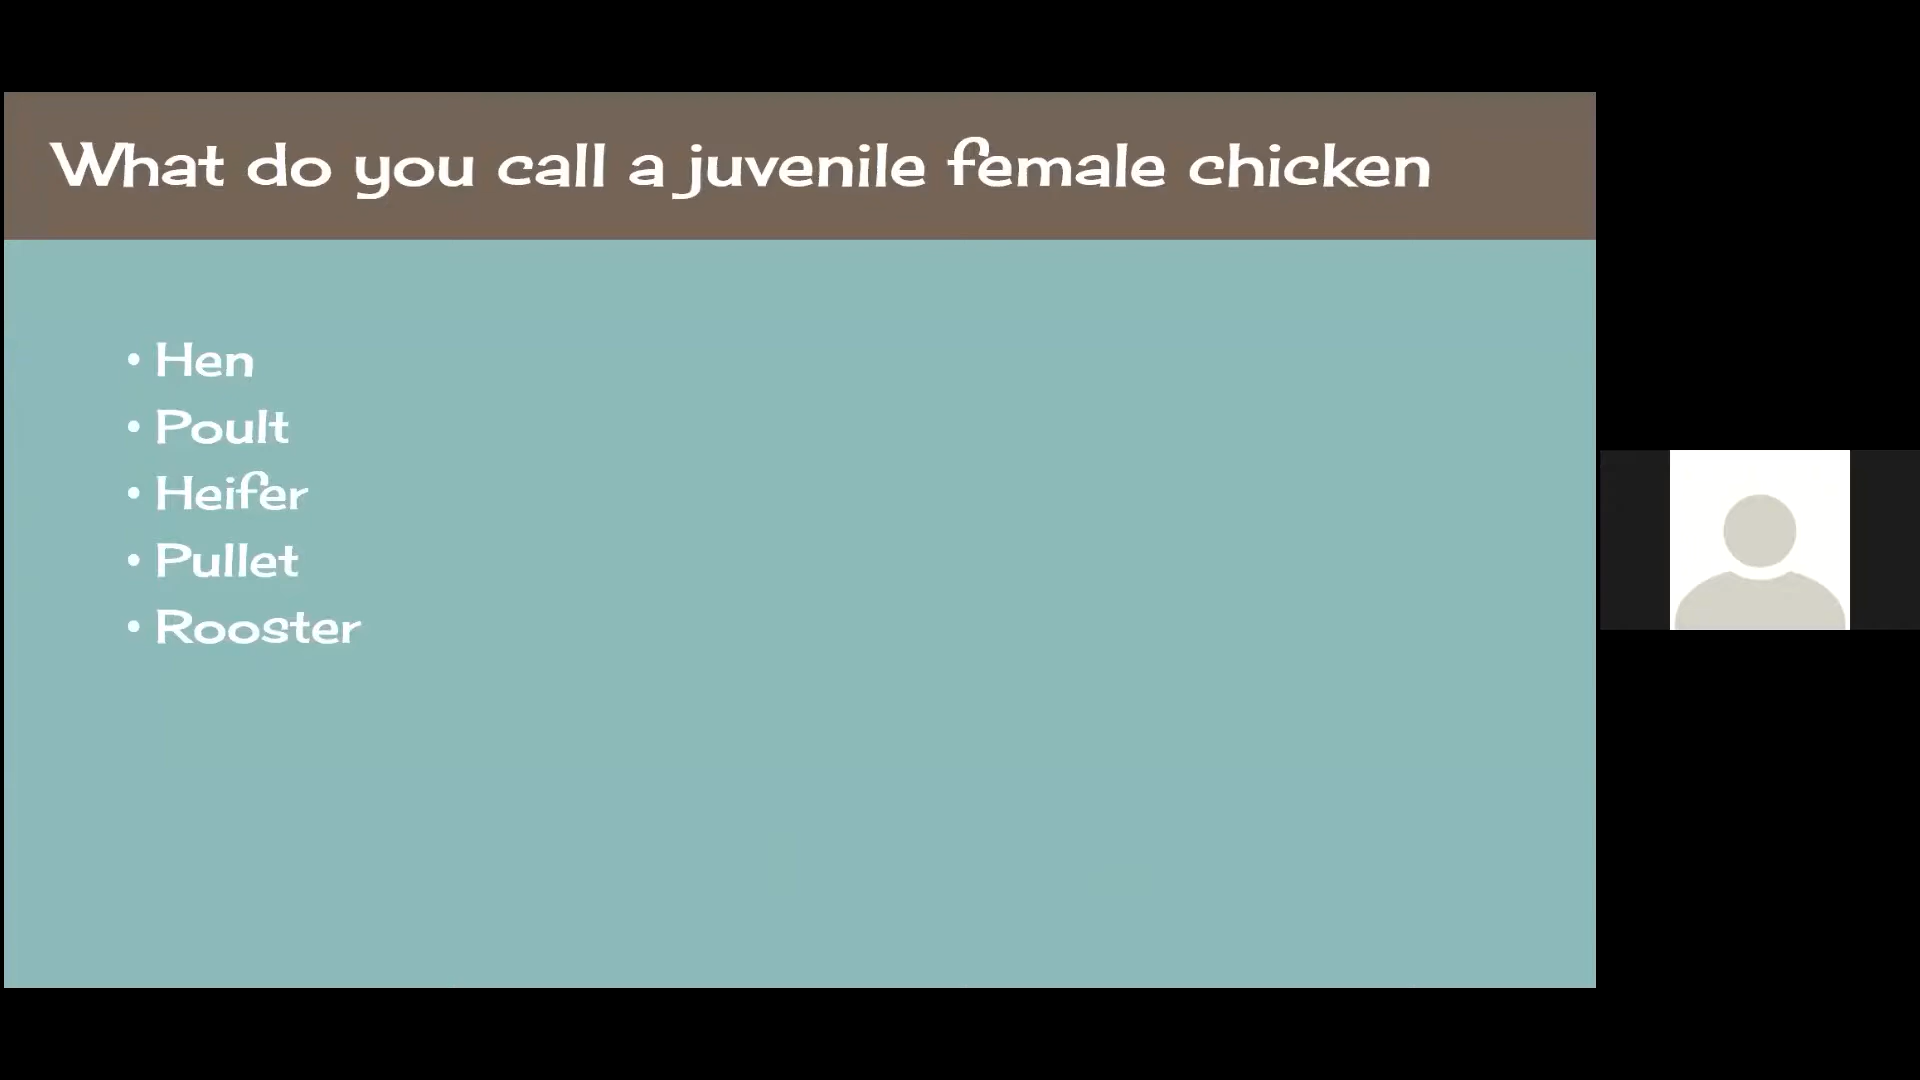 What do you call a juvenile female chicken
• Hen
• Poult
• Heifer
• Pullet
• Rooster